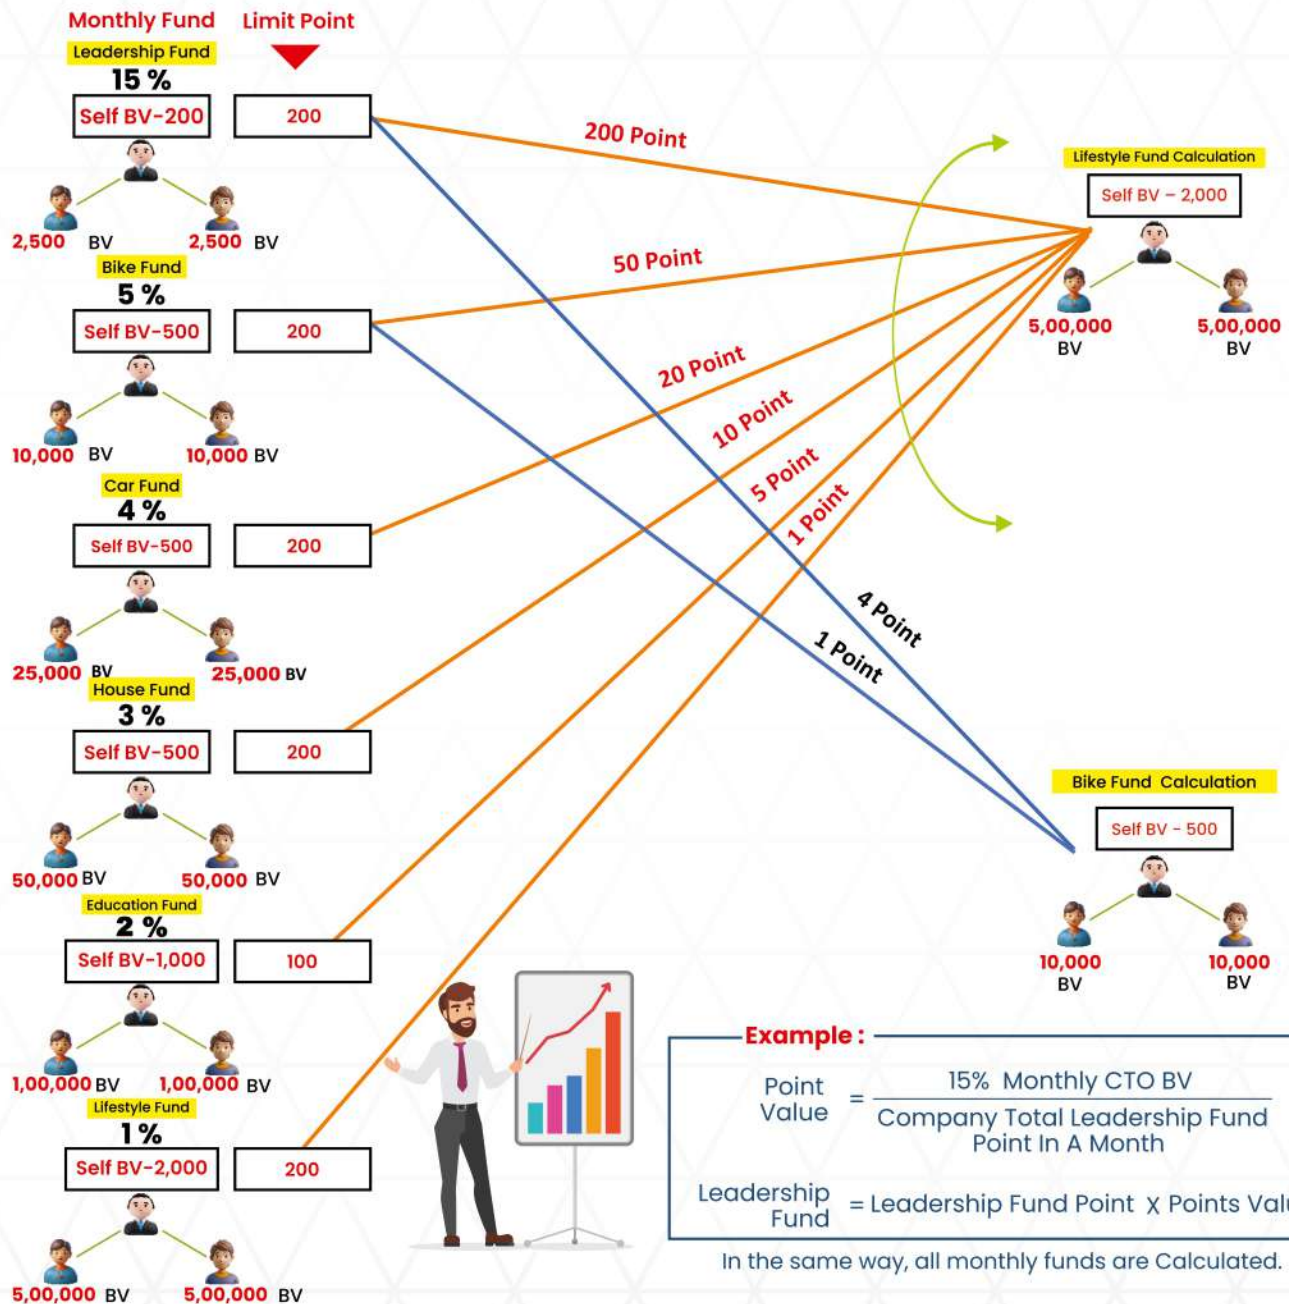 Monthly Fund
Limit Point
Leadership Fund
15 %
Self BV-200
200
2,500 BV
2,500 BV
Bike Fund
5 %
Self BV-500
200
10,000 BV
10,000 BV
Car Fund
4 %
Self BV-500
200
25,000 BV
25,000 BV
House Fund
3 %
Self BV-500
200
50,000 BV
50,000 BV
Education Fund
2 %
Self BV-1,000
100
1,00,000 BV
1,00,000 BV
Lifestyle Fund
1 %
Self BV-2,000
200
5,00,000 BV
5,00,000 BV
200 Point
50 Point
20 Point
10 Point
5 Point
1 Point
4 Point
1 Point
Lifestyle Fund Calculation
Self BV – 2,000
5,00,000
BV
5,00,000
BV
Bike Fund Calculation
Self BV - 500
10,000
BV
10,000
BV
Example :
Point
Value
=
15% Monthly CTO BV
Company Total Leadership Fund
Point In A Month
Leadership
Fund
= Leadership Fund Point X Points Valu
In the same way, all monthly funds are Calculated.